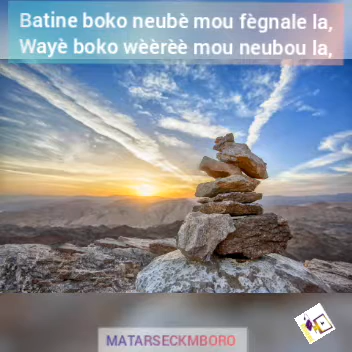 Batine boko neubè mou fègnale la,
Wayè boko wèèrèè mou neubou la,
MATARSECKMBORO